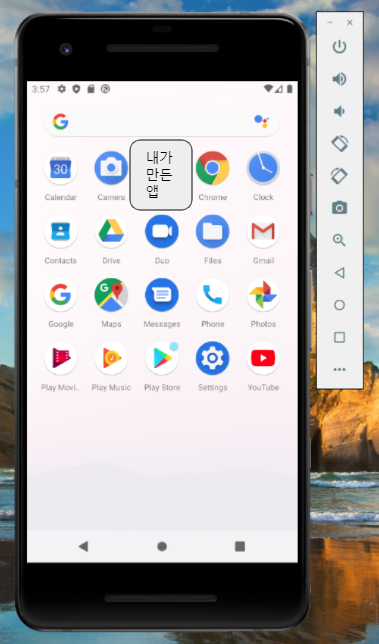 3:57
G
Calendar
Camera
내가
만든
앱
Chrome
Clock
Contacts
Drive
Duo
Files
Gmail
Google
Maps
Messages
Phone
Photos
Play Movi...
Play Music
Play Store
Settings
YouTube